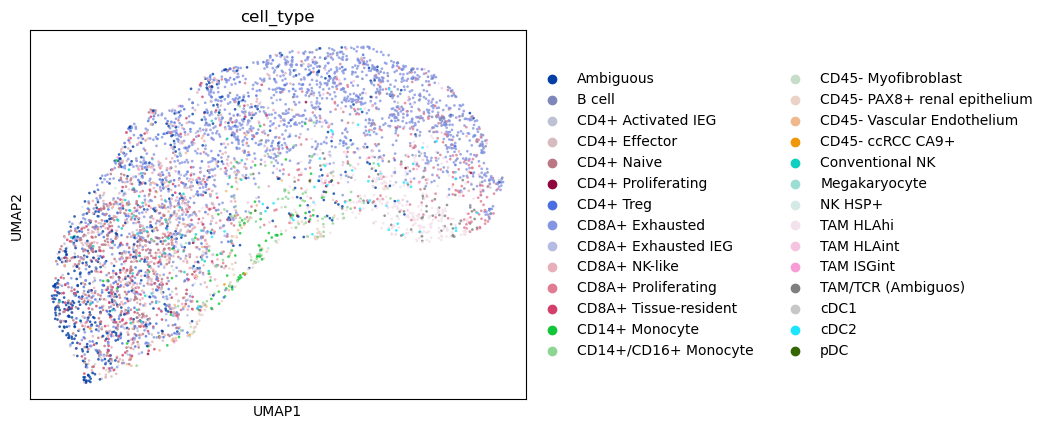 cell_type
UMAP2
UMAP1
Ambiguous
B cell
CD4+ Activated IEG
CD4+ Effector
CD4+ Naive
CD4+ Proliferating
CD4+ Treg
CD8A+ Exhausted
CD8A+ Exhausted IEG
CD8A+ NK-like
CD8A+ Proliferating
CD8A+ Tissue-resident
CD14+ Monocyte
CD14+/CD16+ Monocyte
CD45- Myofibroblast
CD45- PAX8+ renal epithelium
CD45- Vascular Endothelium
CD45- ccRCC CA9+
Conventional NK
Megakaryocyte
NK HSP+
TAM HLAhi
TAM HLAint
TAM ISGint
TAM/TCR (Ambiguos)
cDC1
cDC2
pDC